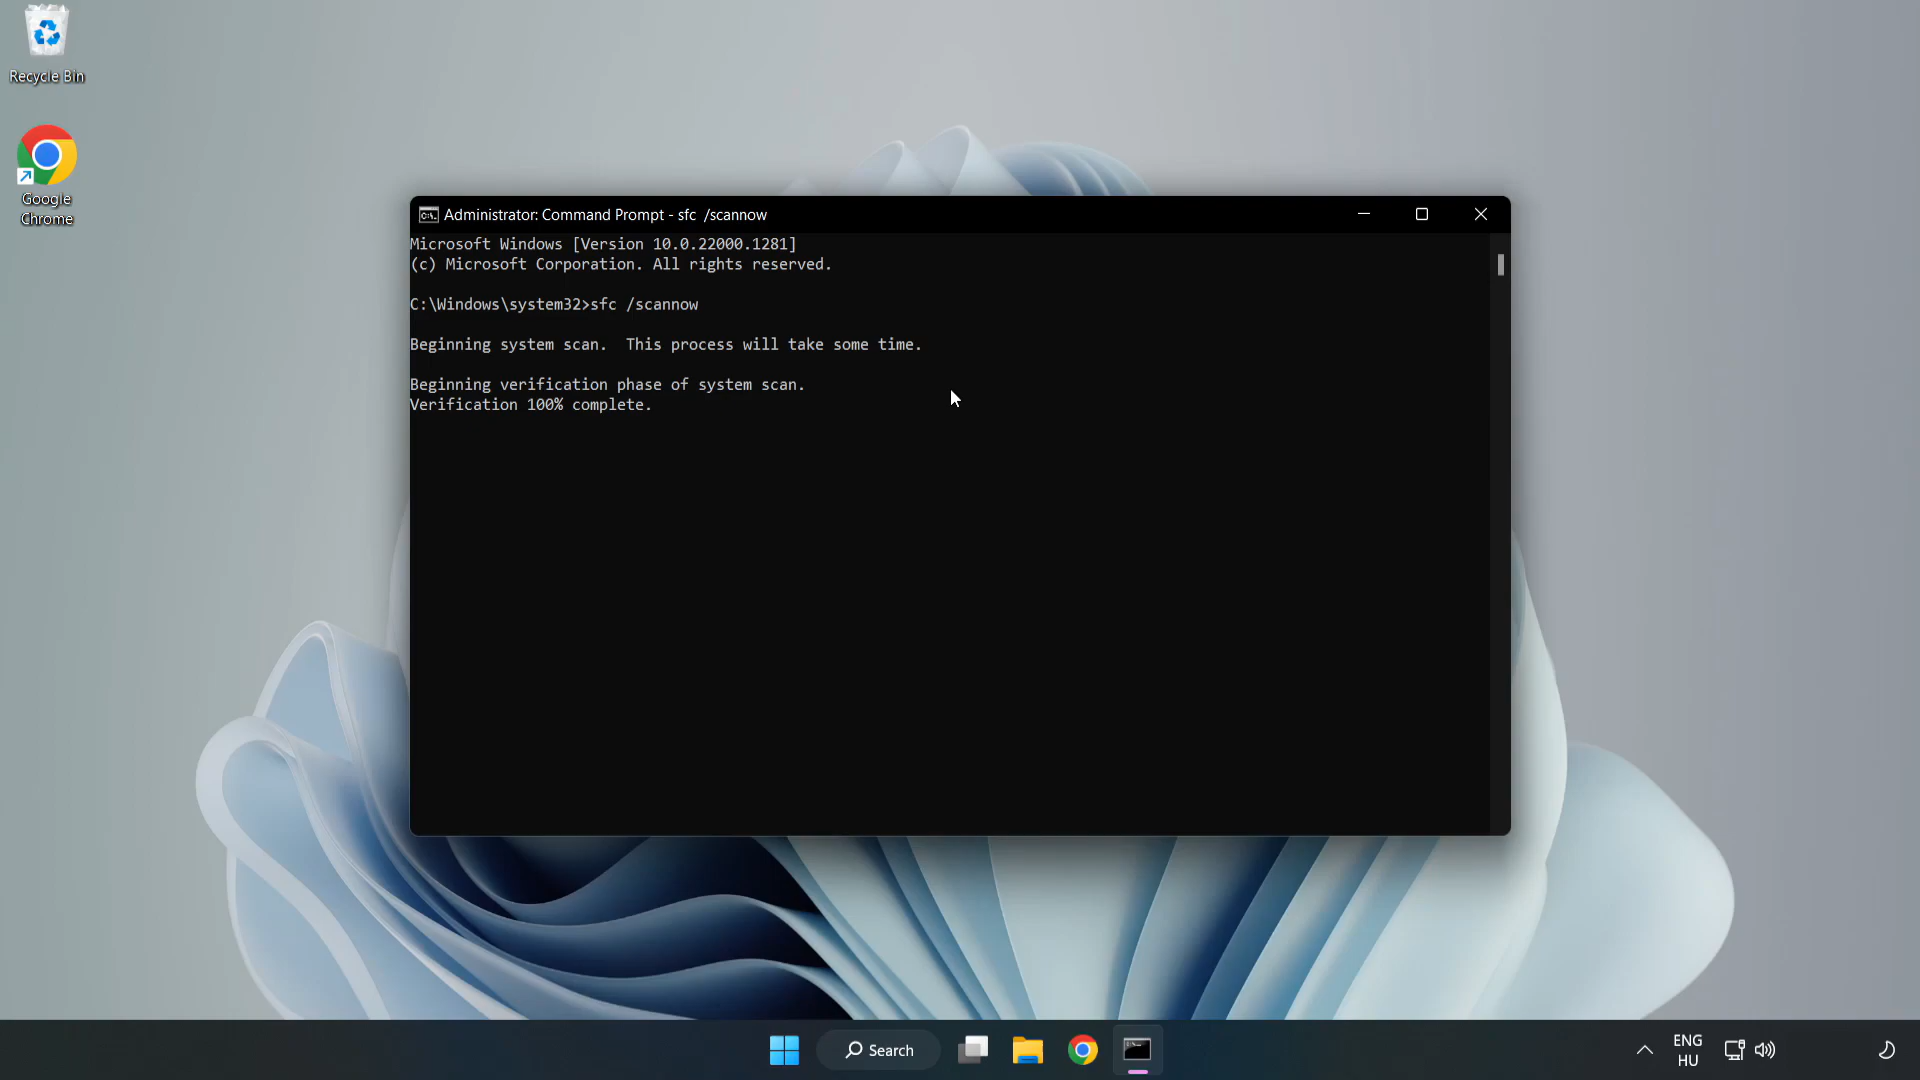 Recycle Bin
Google
Chrome
Administrator: Command Prompt - sfc  /scannow
Microsoft Windows [Version 10.0.22000.1281]
(c) Microsoft Corporation. All rights reserved.
C:\Windows\system32>sfc /scannow
Beginning system scan.  This process will take some time.
Beginning verification phase of system scan.
Verification 100% complete.
Search
ENG
HU